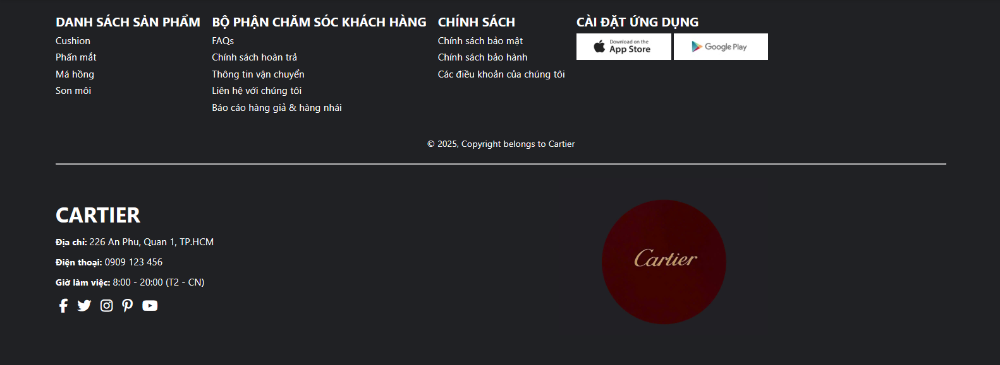 DANH SÁCH SẢN PHẨM
Cushion
Phấn mắt
Má hồng
Son môi
BỘ PHẬN CHĂM SÓC KHÁCH HÀNG
FAQs
Chính sách hoàn trả
Thông tin vận chuyển
Liên hệ với chúng tôi
Báo cáo hàng giả & hàng nhái
CHÍNH SÁCH
Chính sách bảo mật
Chính sách bảo hành
Các điều khoản của chúng tôi
CÀI ĐẶT ỨNG DỤNG
Download on the
App Store
Google Play
© 2025, Copyright belongs to Cartier
CARTIER
Địa chỉ: 226 An Phu, Quan 1, TP.HCM
Điện thoại: 0909 123 456
Giờ làm việc: 8:00 - 20:00 (T2 - CN)
Cartier